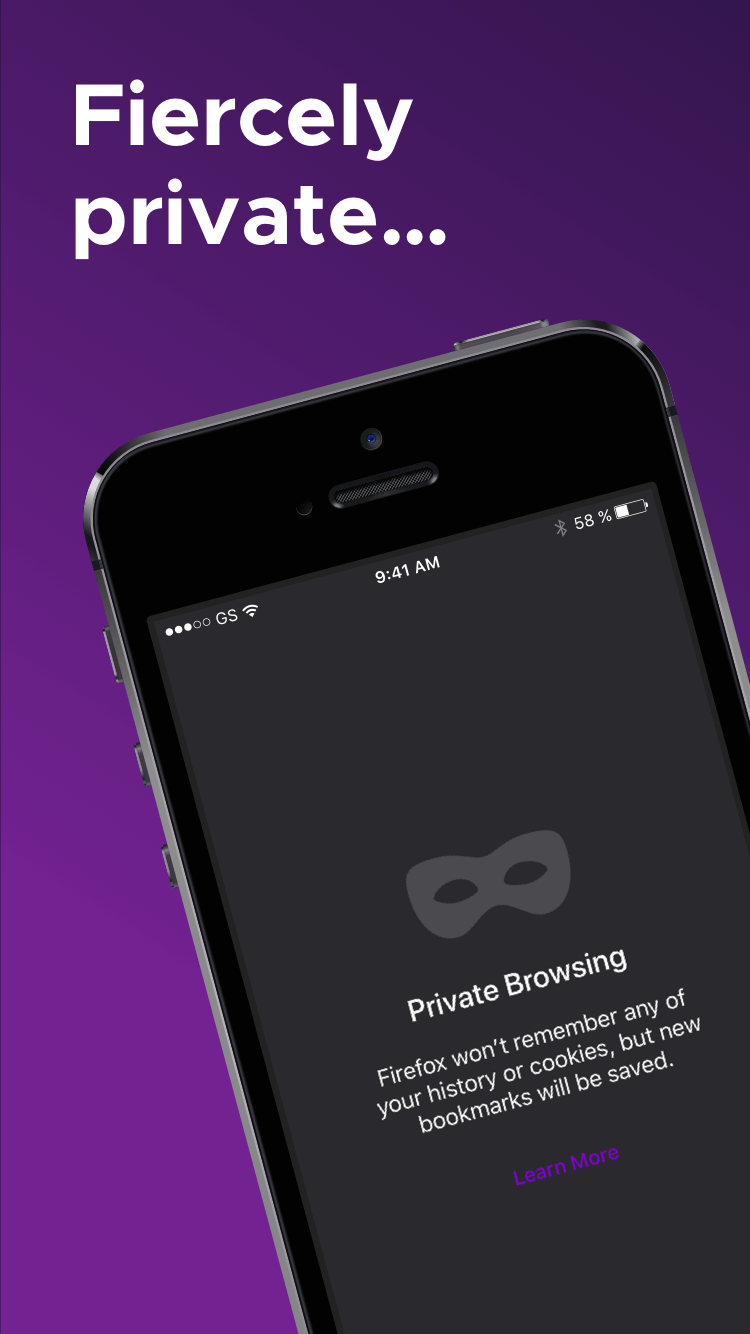 Fiercely
private...
GS
9:41 AM
58 %
Private Browsing
Firefox won't remember any of
your history or cookies, but new
bookmarks will be saved.
Learn More